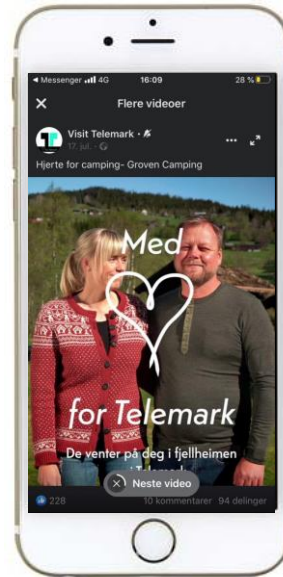 Messenger 4G 16:09 28 %
Flere videoer
Visit Telemark
17. jul.
Hjerte for camping- Groven Camping
Med
for Telemark
De venter på deg i fjellheimen
i Telemark
Neste video
228 10 kommentarer 94 delinger